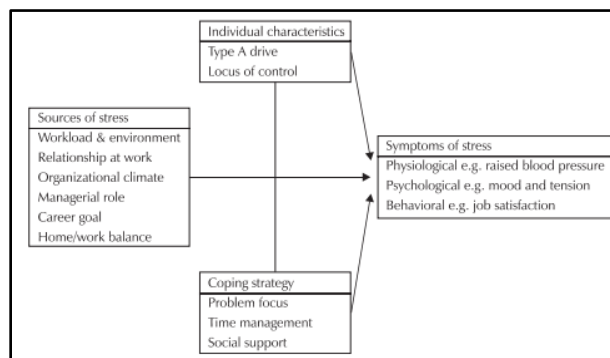 Individual characteristics
Type A drive
Locus of control
Sources of stress
Workload & environment
Relationship at work
Organizational climate
Managerial role
Career goal
Home/work balance
Symptoms of stress
Physiological e.g. raised blood pressure
Psychological e.g. mood and tension
Behavioral e.g. job satisfaction
Coping strategy
Problem focus
Time management
Social support